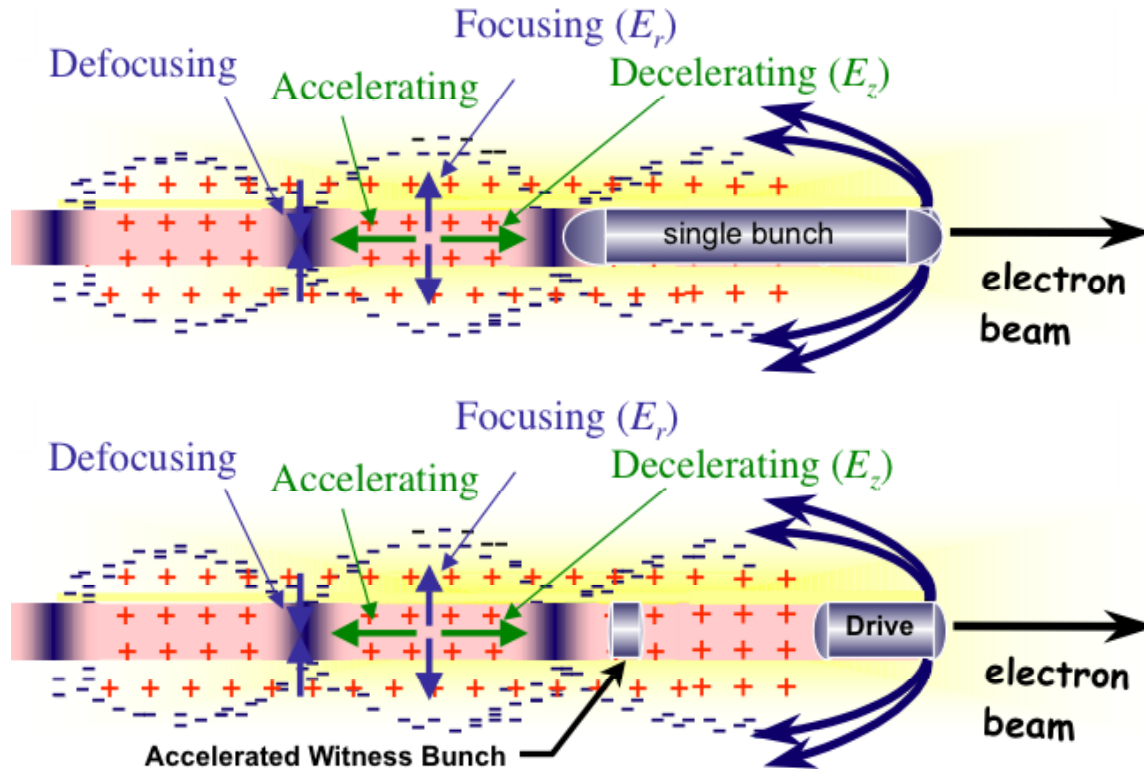 Focusing (E_r)
Defocusing
Accelerating
Decelerating (E_z)
single bunch
electron
beam
Focusing (E_r)
Defocusing
Accelerating
Decelerating (E_z)
Drive
electron
beam
Accelerated Witness Bunch